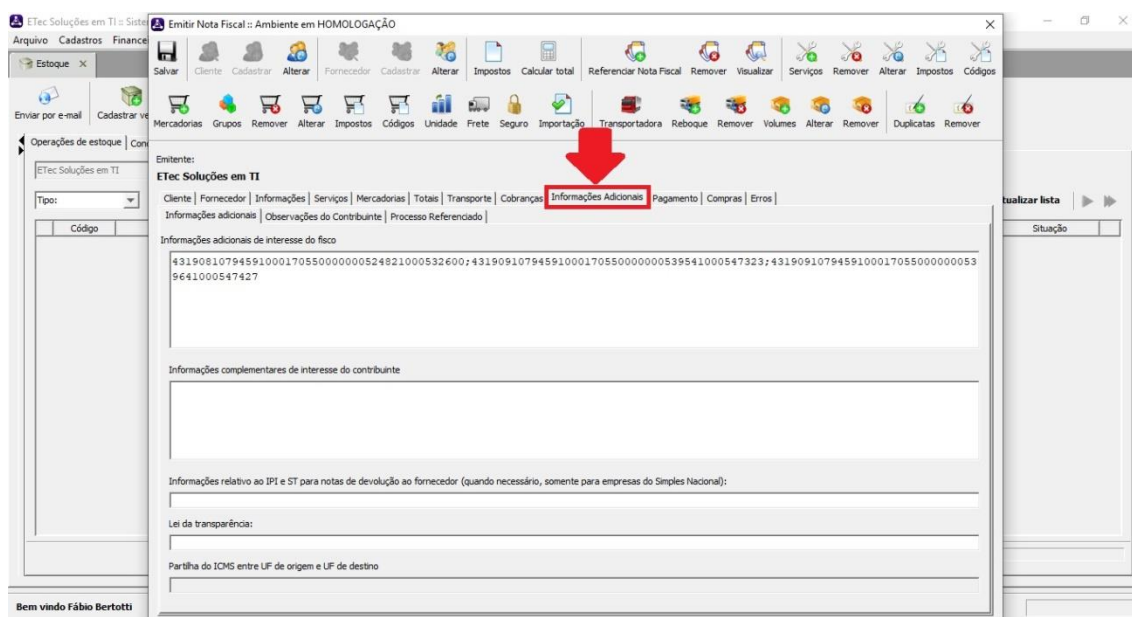 ETec Soluções em TI :: Siste
Emitir Nota Fiscal :: Ambiente em HOMOLOGAÇÃO
Arquivo Cadastros Finance
Estoque X
Salvar Cliente Cadastrar Alterar Fornecedor Cadastrar Alterar Impostos Calcular total Referenciar Nota Fiscal Remover Visualizar Serviços Remover Alterar Impostos Códigos
Enviar por e-mail Cadastrar ve
Mercadorias Grupos Remover Alterar Impostos Códigos Unidade Frete Seguro Importação Transportadora Reboque Remover Volumes Alterar Remover Duplicatas Remover
Operações de estoque Con
Emitente:
ETec Soluções em TI
ETec Soluções em TI
Cliente Fornecedor Informações Serviços Mercadorias Totais Transporte Cobranças Informações Adicionais Pagamento Compras Erros
Tipo:
tualizar lista
Informações adicionais Observações do Contribuinte Processo Referenciado
Código
Situação
Informações adicionais de interesse do fisco
43190810794591000170550000000524821000532600;43190910794591000170550000000539541000547323;4319091079459100017055000000053
9641000547427
Informações complementares de interesse do contribuinte
Informações relativo ao IPI e ST para notas de devolução ao fornecedor (quando necessário, somente para empresas do Simples Nacional):
Lei da transparência:
Partilha do ICMS entre UF de origem e UF de destino
Bem vindo Fábio Bertotti